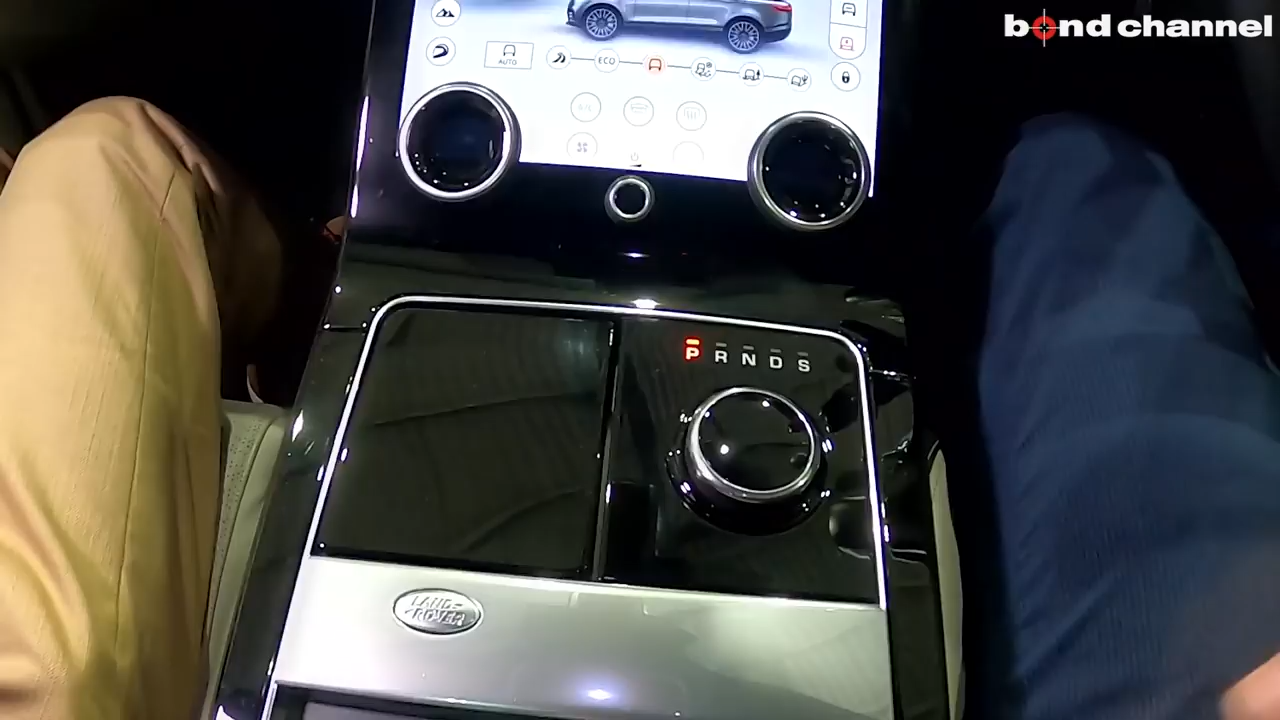 bond channel
AUTO
ECO
A/C
P R N D S
LAND-
ROVER